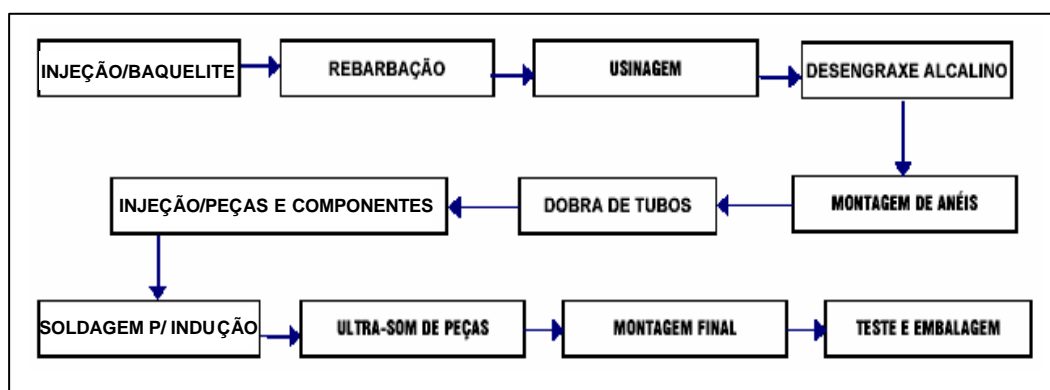 INJEÇÃO/BAQUELITE
REBARBAÇÃO
USINAGEM
DESENGRAXE ALCALINO
MONTAGEM DE ANÉIS
DOBRA DE TUBOS
INJEÇÃO/PEÇAS E COMPONENTES
SOLDAGEM P/ INDUÇÃO
ULTRA-SOM DE PEÇAS
MONTAGEM FINAL
TESTE E EMBALAGEM